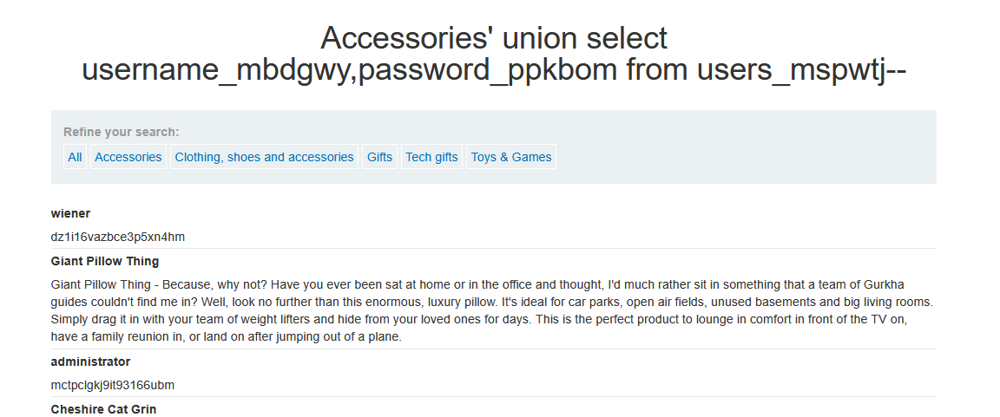 Accessories' union select
username_mbdgwy,password_ppkbom from users_mspwtj--
Refine your search:
All Accessories Clothing, shoes and accessories Gifts Tech gifts Toys & Games
wiener
dz1i16vazbce3p5xn4hm
Giant Pillow Thing
Giant Pillow Thing - Because, why not? Have you ever been sat at home or in the office and thought, I'd much rather sit in something that a team of Gurkha
guides couldn't find me in? Well, look no further than this enormous, luxury pillow. It's ideal for car parks, open air fields, unused basements and big living rooms.
Simply drag it in with your team of weight lifters and hide from your loved ones for days. This is the perfect product to lounge in comfort in front of the TV on,
have a family reunion in, or land on after jumping out of a plane.
administrator
mctpclgkj9it93166ubm
Cheshire Cat Grin